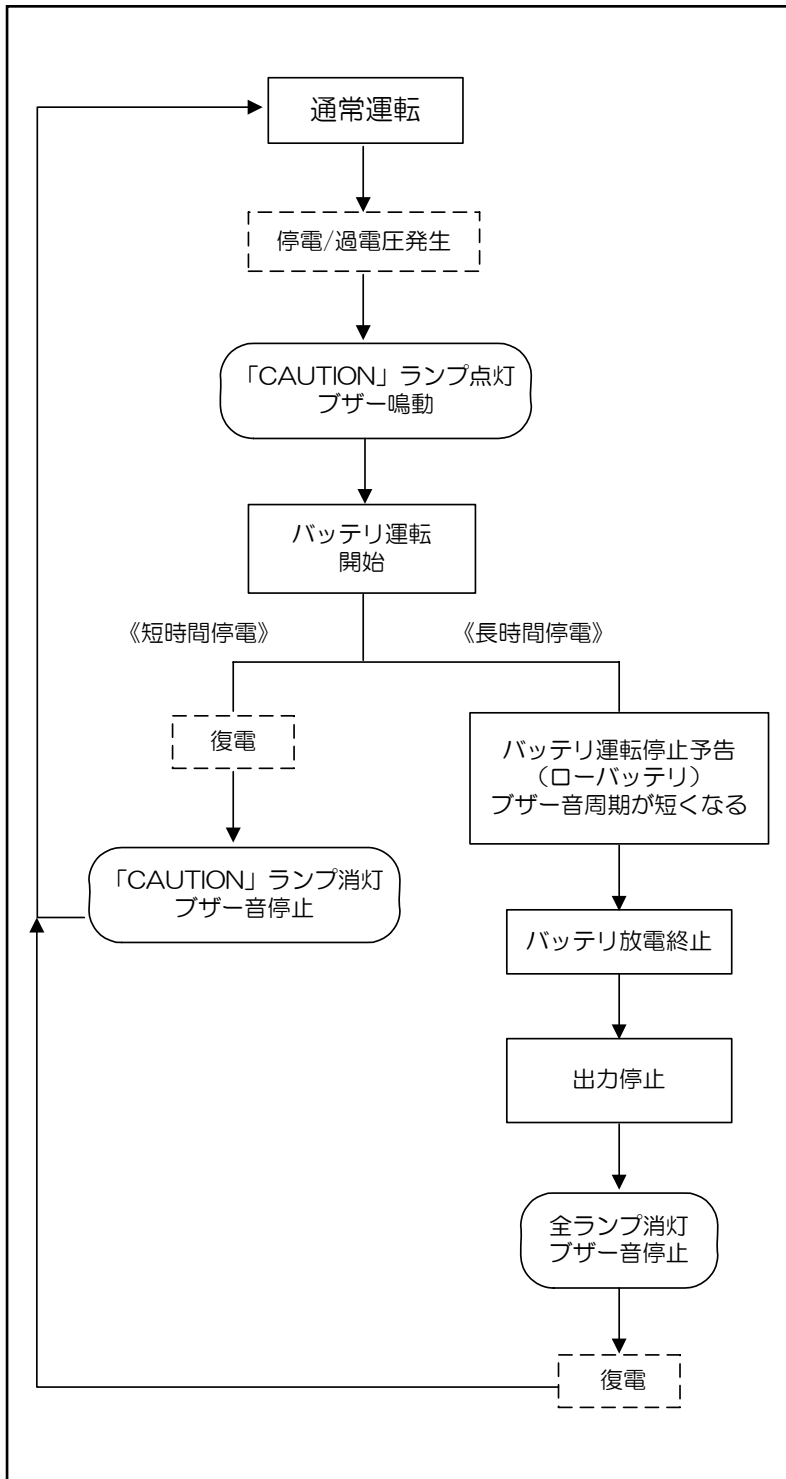 通常運転
停電/過電圧発生
「CAUTION」ランプ点灯
ブザー鳴動
バッテリ運転
開始
《短時間停電》
《長時間停電》
復電
「CAUTION」ランプ消灯
ブザー音停止
バッテリ運転停止予告
（ローバッテリ）
ブザー音周期が短くなる
バッテリ放電終止
出力停止
全ランプ消灯
ブザー音停止
復電